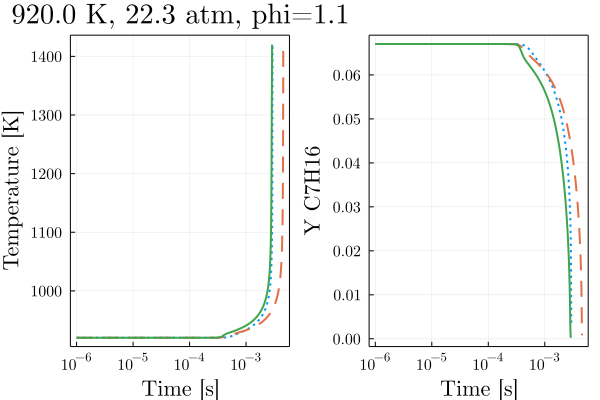 920.0 K, 22.3 atm, phi=1.1
Temperature [K]
1400
1300
1200
1100
1000
10⁻⁶ 10⁻⁵ 10⁻⁴ 10⁻³
Time [s]
Y C7H16
0.06
0.05
0.04
0.03
0.02
0.01
0.00
10⁻⁶ 10⁻⁵ 10⁻⁴ 10⁻³
Time [s]